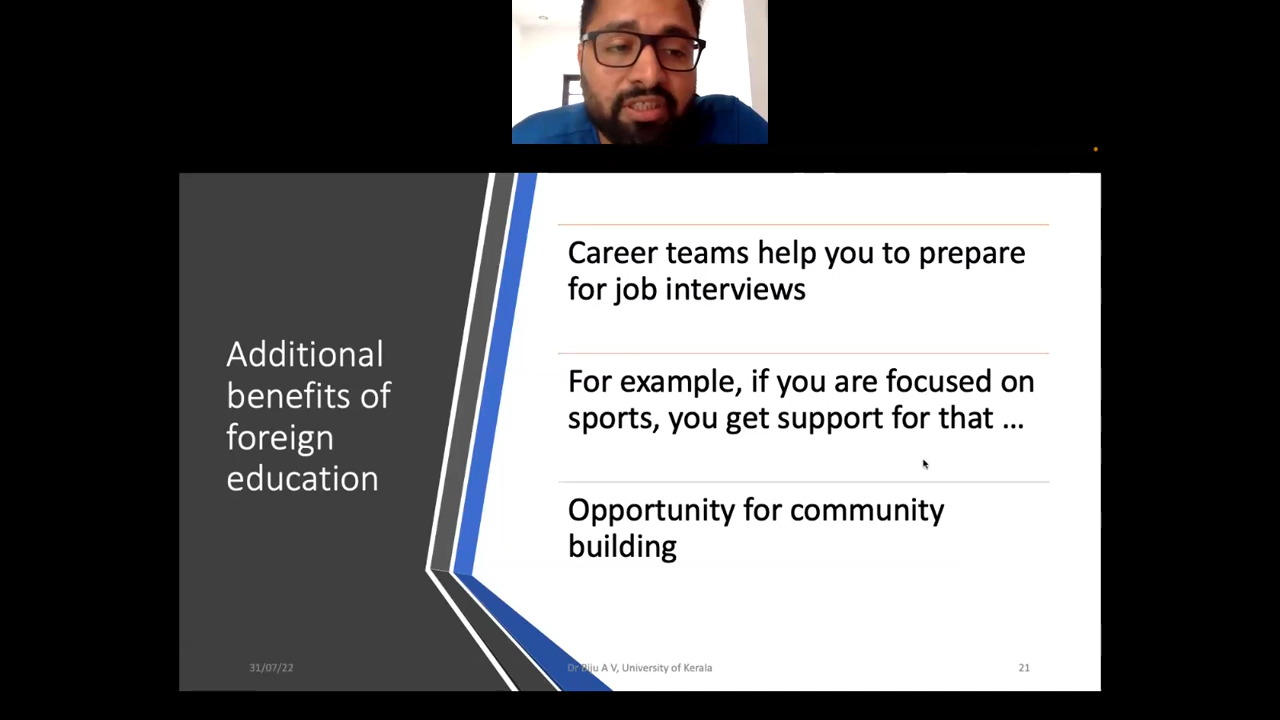 Additional
benefits of
foreign
education
Career teams help you to prepare
for job interviews
For example, if you are focused on
sports, you get support for that ...
Opportunity for community
building
31/07/22
Dr Biju A V, University of Kerala
21